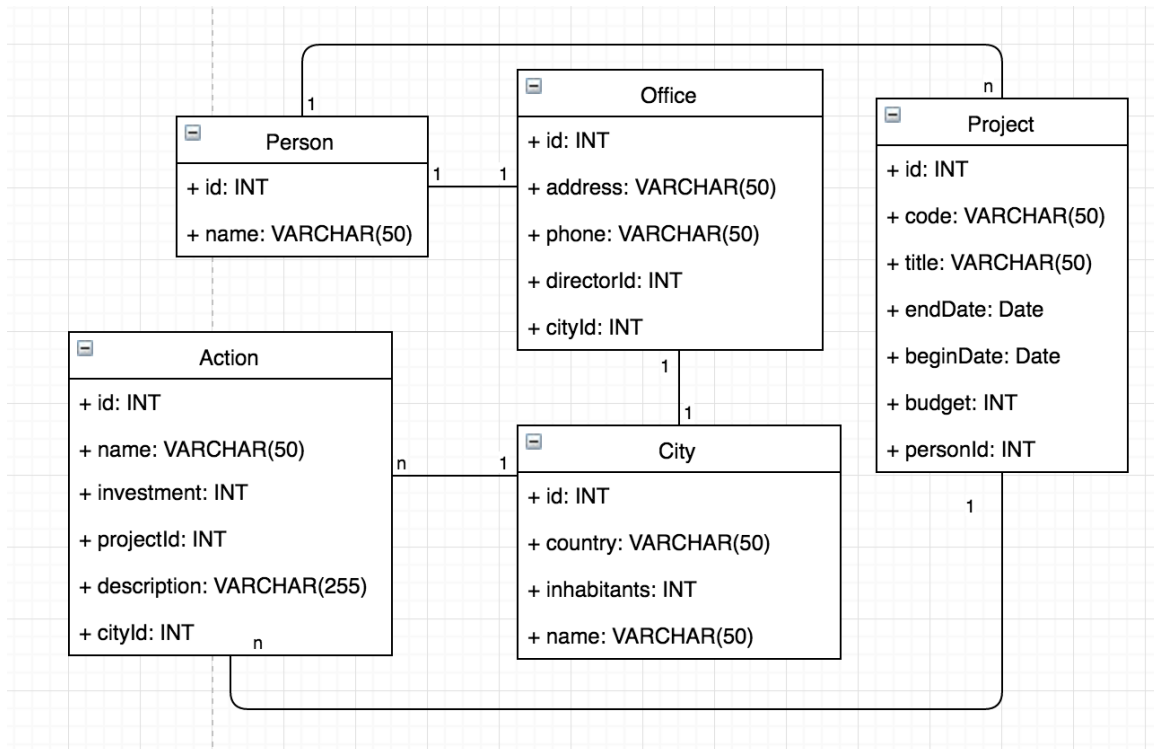 1
n
Person
+ id: INT
+ name: VARCHAR(50)
1
1
Office
+ id: INT
+ address: VARCHAR(50)
+ phone: VARCHAR(50)
+ directorId: INT
+ cityId: INT
Project
+ id: INT
+ code: VARCHAR(50)
+ title: VARCHAR(50)
+ endDate: Date
+ beginDate: Date
+ budget: INT
+ personId: INT
1
1
Action
+ id: INT
+ name: VARCHAR(50)
+ investment: INT
+ projectId: INT
+ description: VARCHAR(255)
+ cityId: INT
n
1
City
+ id: INT
+ country: VARCHAR(50)
+ inhabitants: INT
+ name: VARCHAR(50)
1
n